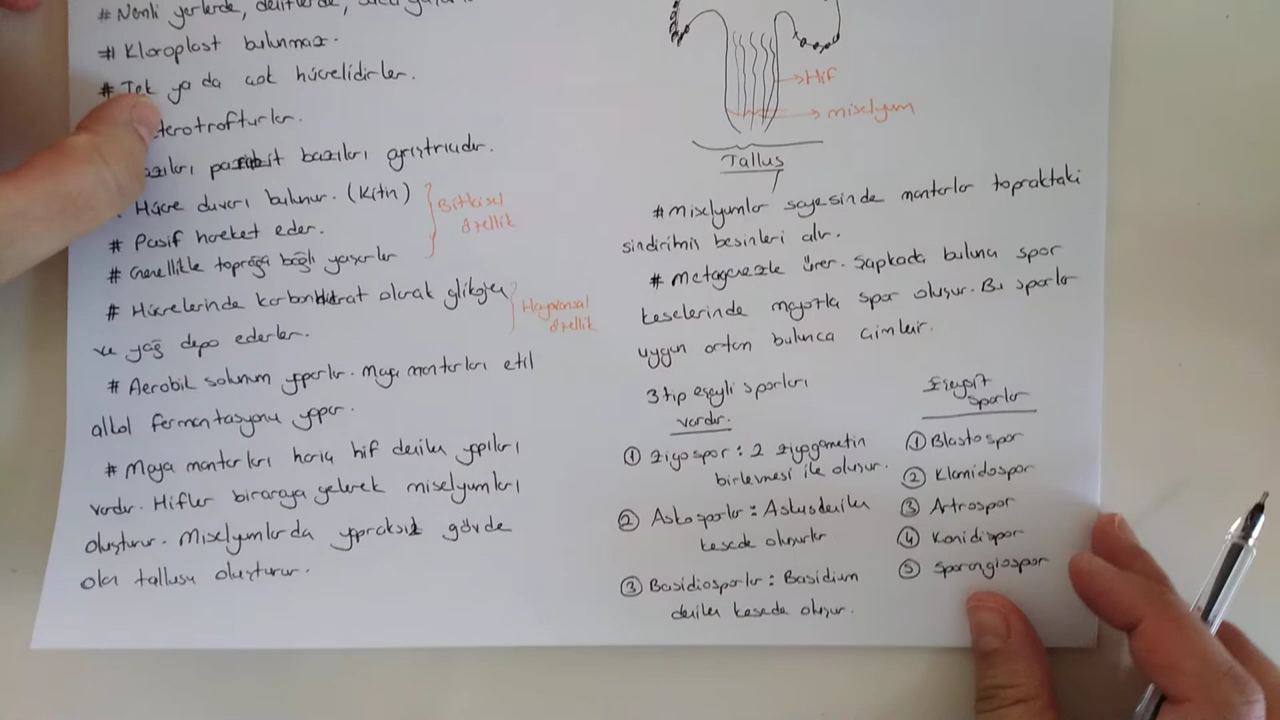 # Nemli yerlerde,
# Kloroplast bulunmaz.
# Tek ya da çok hücrelidirler.
bazıları çürükçüldür.
Hücre duvarı bulunur. (Kitin)
# Pasif hareket eder.
# Genellikle toprağa bağlı yaşarlar
Bitkisel
özellik
# Hücrelerinde karbonhidrat olarak glikojen
ve yağ depo ederler.
Hayvansal
özellik
# Aerobik solunum yaparlar. Maya mantarları etil
alkol fermantasyonu yapar.
# Maya mantarları hariç hif denilen yapıları
vardır. Hifler biraraya gelerek miselyumları
oluşturur. Miselyumlarda yapraksız gövde
olan tallusu oluşturur.
Hif
miselyum
Tallus
# Miselyumlar sayesinde mantarlar topraktaki
sindirilmiş besinleri alır.
# Metagenezle ürer. Şapkada bulunan spor
keselerinde mayozla spor oluşur. Bu sporlar
uygun ortam bulunca çimlenir.
3 tip eşeyli sporları
vardır.
① Zigospor : 2 zigogametin
birleşmesi ile oluşur.
② Askosporlar : Askus denilen
kesede oluşurlar
③ Basidiosporlar : Basidium
denilen kesede oluşur.
Eşeysiz
sporlar
① Blastospor
② Klamidospor
③ Artrospor
④ Konidispor
⑤ Sporangiospor